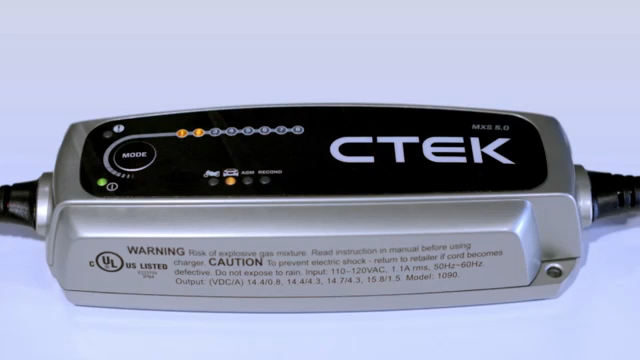 MXS 5.0
1 2 3 4 5 6 7 8
CTEK
MODE
AGM RECOND
WARNING Risk of explosive gas mixture. Read instruction in manual before using
charger. CAUTION To prevent electric shock - return to retailer if cord becomes
defective. Do not expose to rain. Input: 110–120VAC, 1.1A rms, 50Hz~60Hz.
Output: (VDC/A) 14.4/0.8, 14.4/4.3, 14.7/4.3, 15.8/1.5. Model: 1090.
C UL US LISTED